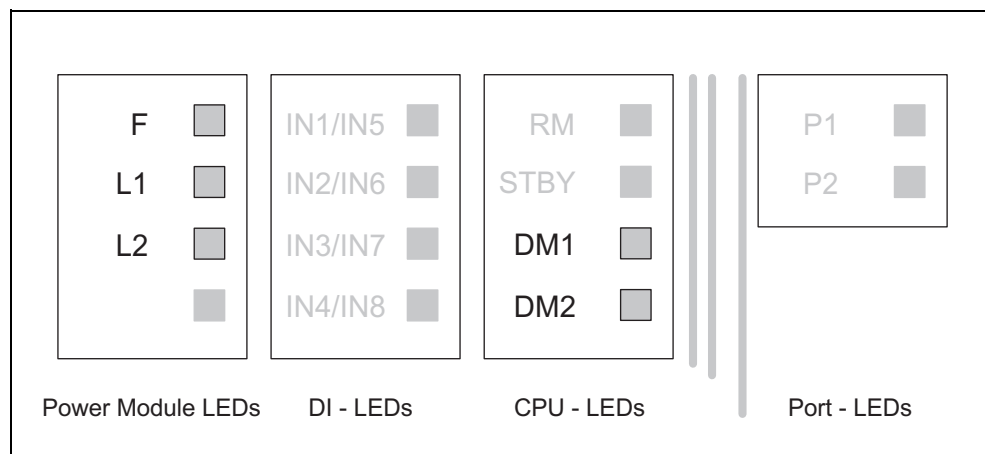 F IN1/IN5 RM P1
L1 IN2/IN6 STBY P2
L2 IN3/IN7 DM1
IN4/IN8 DM2
Power Module LEDs DI - LEDs CPU - LEDs Port - LEDs